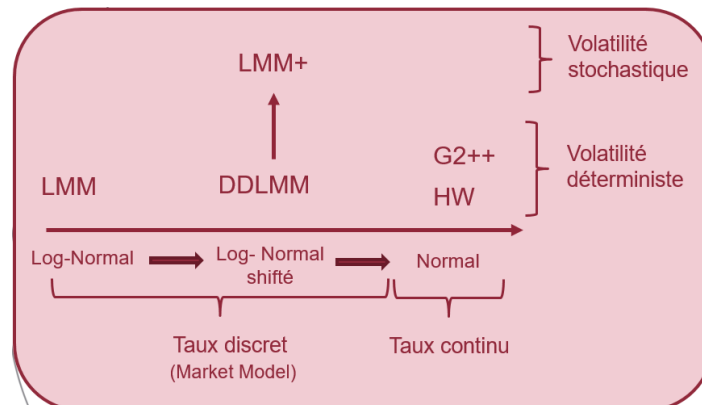 Volatilité
stochastique
LMM+
G2++
Volatilité
déterministe
LMM
DDLMM
HW
Log-Normal
Log- Normal
shifté
Normal
Taux discret
(Market Model)
Taux continu